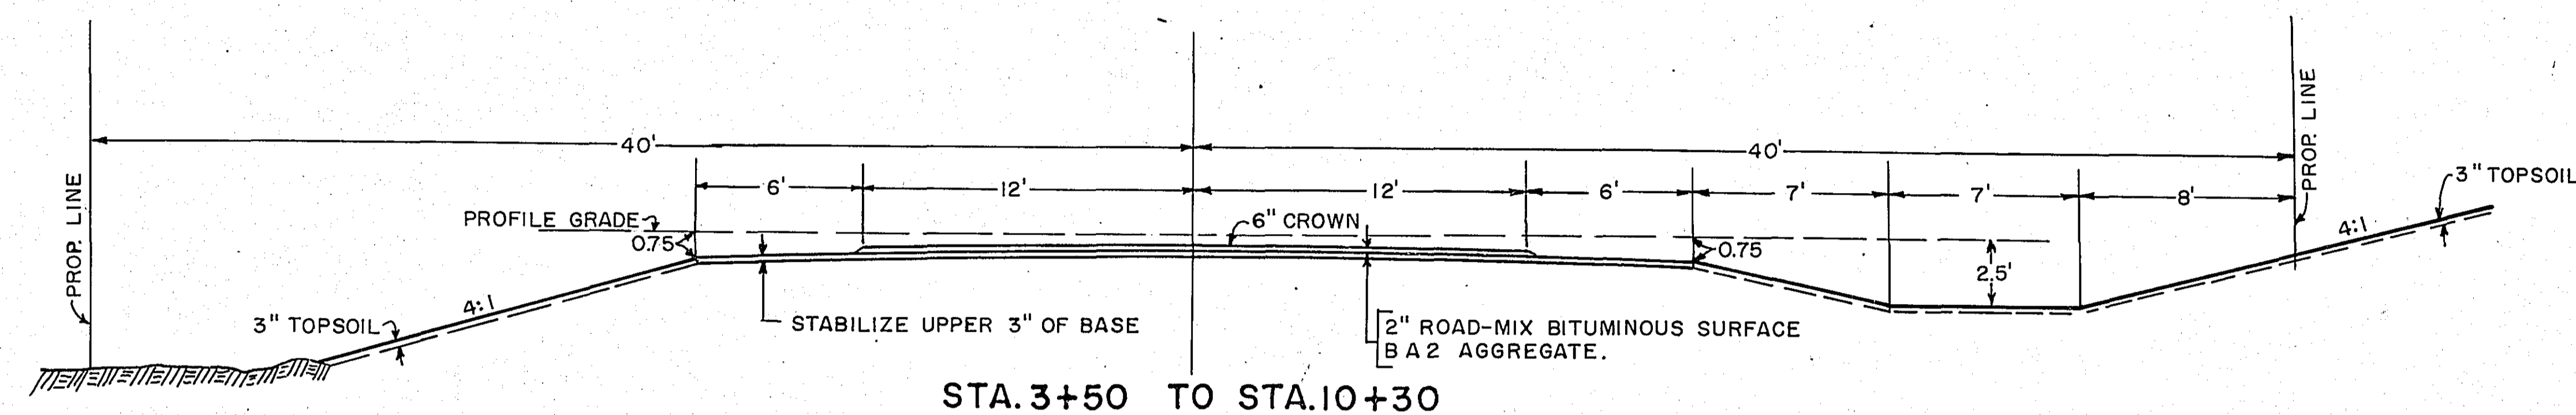 40'
40'
6'
12'
12'
6'
7'
7'
8'
PROP. LINE
PROP. LINE
3" TOPSOIL
PROFILE GRADE
0.75
6" CROWN
0.75
4:1
2.5'
4:1
3" TOPSOIL
STABILIZE UPPER 3" OF BASE
2" ROAD-MIX BITUMINOUS SURFACE
B A 2 AGGREGATE.
STA. 3+50 TO STA. 10+30